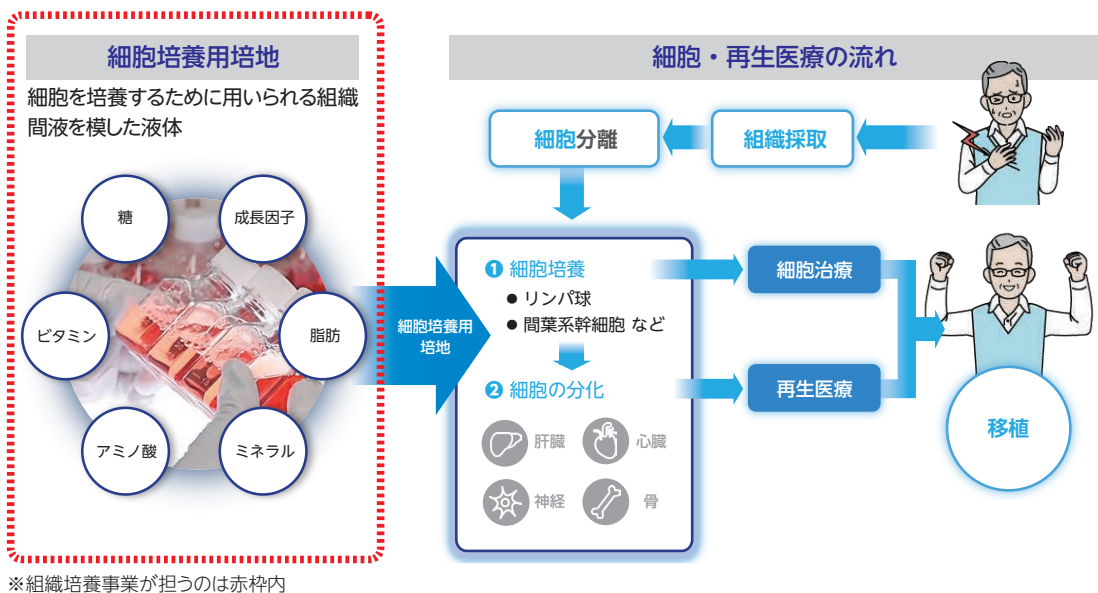 細胞培養用培地
細胞を培養するために用いられる組織
間液を模した液体
糖
成長因子
ビタミン
脂肪
アミノ酸
ミネラル
細胞培養用
培地
細胞・再生医療の流れ
組織採取
細胞分離
❶ 細胞培養
● リンパ球
● 間葉系幹細胞 など
❷ 細胞の分化
肝臓
心臓
神経
骨
細胞治療
再生医療
移植
※組織培養事業が担うのは赤枠内